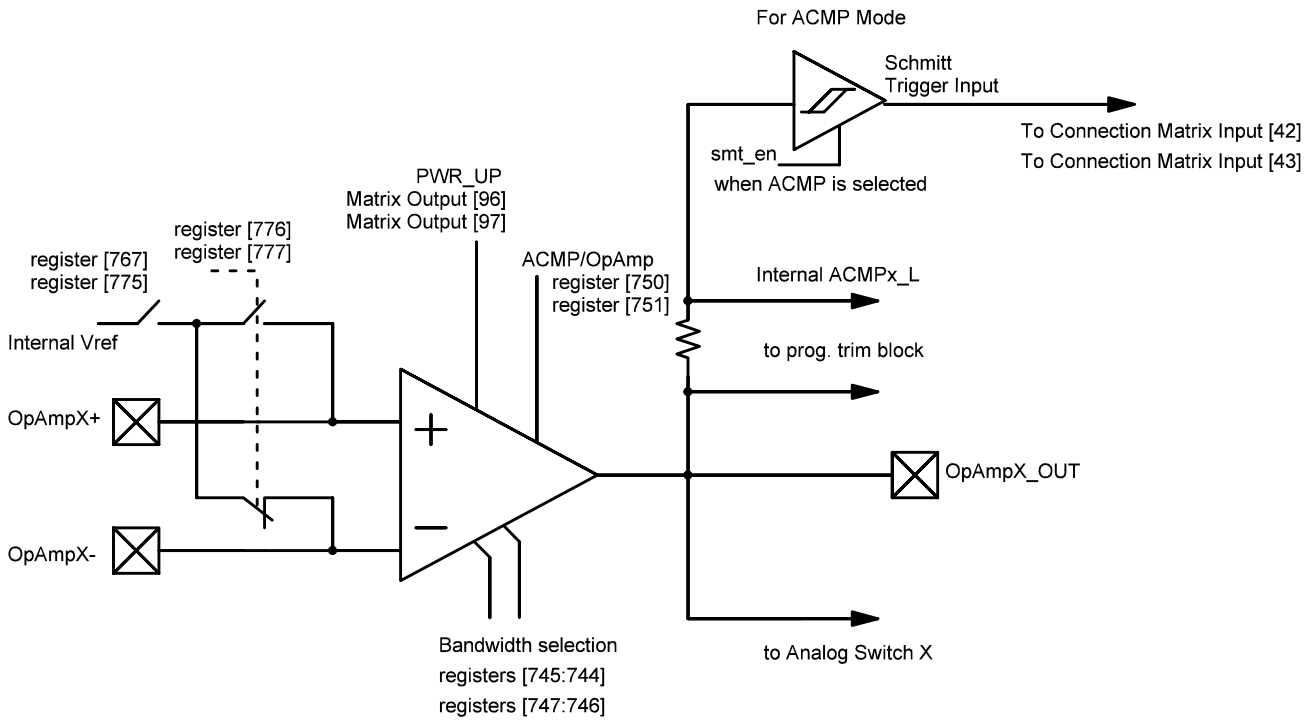 For ACMP Mode
Schmitt
Trigger Input
To Connection Matrix Input [42]
To Connection Matrix Input [43]
smt_en
when ACMP is selected
PWR_UP
Matrix Output [96]
Matrix Output [97]
register [776]
register [777]
register [767]
register [775]
ACMP/OpAmp
register [750]
register [751]
Internal ACMPx_L
Internal Vref
to prog. trim block
OpAmpX+
+
OpAmpX_OUT
−
OpAmpX-
Bandwidth selection
registers [745:744]
registers [747:746]
to Analog Switch X